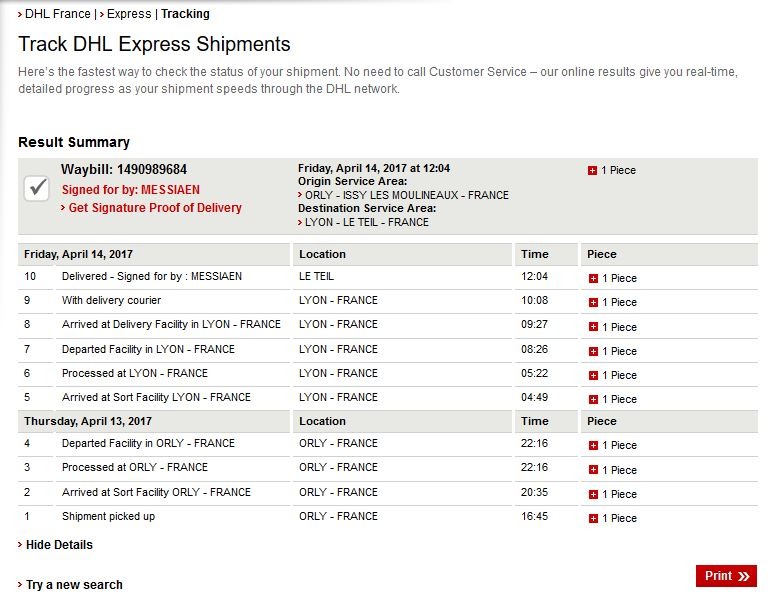 › DHL France | › Express | Tracking
Track DHL Express Shipments
Here's the fastest way to check the status of your shipment. No need to call Customer Service – our online results give you real-time,
detailed progress as your shipment speeds through the DHL network.
Result Summary
Waybill: 1490989684
Signed for by: MESSIAEN
› Get Signature Proof of Delivery
Friday, April 14, 2017 at 12:04
Origin Service Area:
› ORLY - ISSY LES MOULINEAUX - FRANCE
Destination Service Area:
› LYON - LE TEIL - FRANCE
1 Piece
Friday, April 14, 2017 Location Time Piece
10 Delivered - Signed for by : MESSIAEN LE TEIL 12:04 1 Piece
9 With delivery courier LYON - FRANCE 10:08 1 Piece
8 Arrived at Delivery Facility in LYON - FRANCE LYON - FRANCE 09:27 1 Piece
7 Departed Facility in LYON - FRANCE LYON - FRANCE 08:26 1 Piece
6 Processed at LYON - FRANCE LYON - FRANCE 05:22 1 Piece
5 Arrived at Sort Facility LYON - FRANCE LYON - FRANCE 04:49 1 Piece
Thursday, April 13, 2017 Location Time Piece
4 Departed Facility in ORLY - FRANCE ORLY - FRANCE 22:16 1 Piece
3 Processed at ORLY - FRANCE ORLY - FRANCE 22:16 1 Piece
2 Arrived at Sort Facility ORLY - FRANCE ORLY - FRANCE 20:35 1 Piece
1 Shipment picked up ORLY - FRANCE 16:45 1 Piece
› Hide Details
Print »
› Try a new search